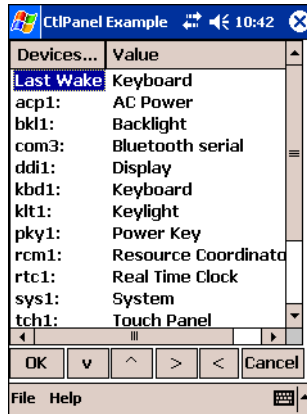 CtlPanel Example 10:42
Devices... Value
Last Wake Keyboard
acp1: AC Power
bkl1: Backlight
com3: Bluetooth serial
ddi1: Display
kbd1: Keyboard
klt1: Keylight
pky1: Power Key
rcm1: Resource Coordinato
rtc1: Real Time Clock
sys1: System
tch1: Touch Panel
OK v ^ > < Cancel
File Help